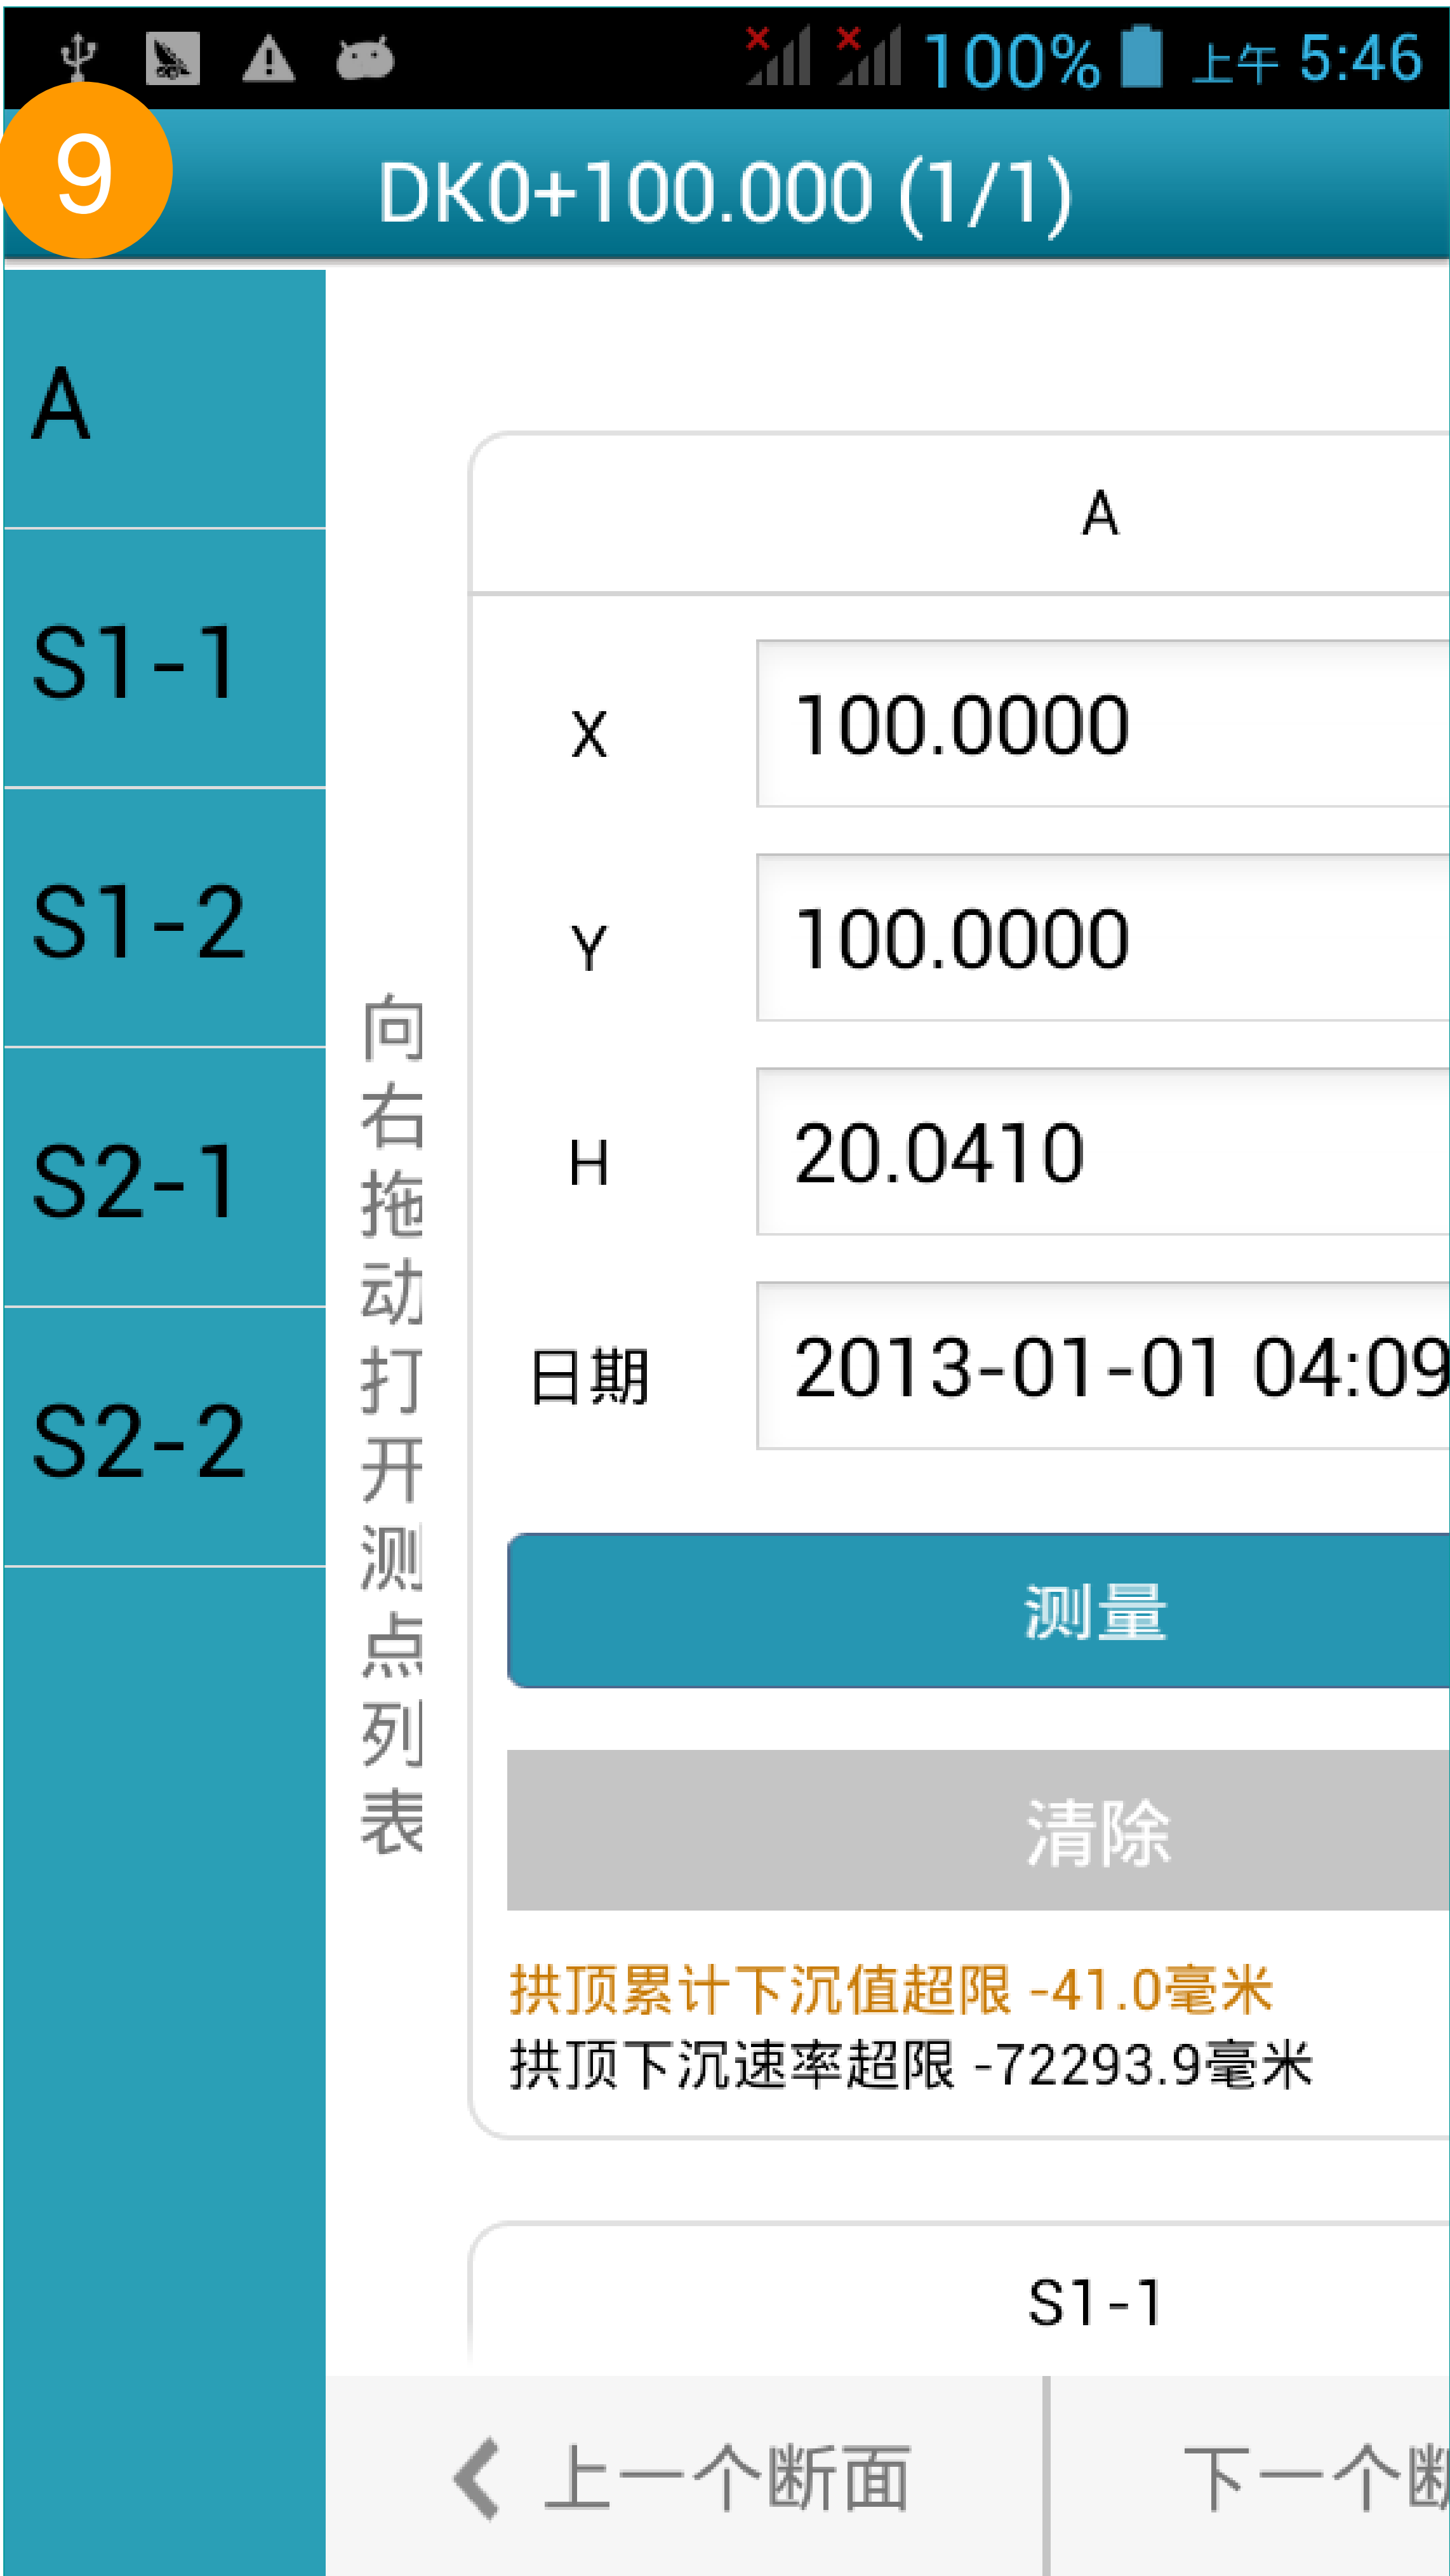 100% 上午 5:46
9
DK0+100.000 (1/1)
A
S1-1
S1-2
S2-1
S2-2
向右拖动打开测点列表
A
X 100.0000
Y 100.0000
H 20.0410
日期 2013-01-01 04:09
测量
清除
拱顶累计下沉值超限 -41.0毫米
拱顶下沉速率超限 -72293.9毫米
S1-1
上一个断面
下一个断